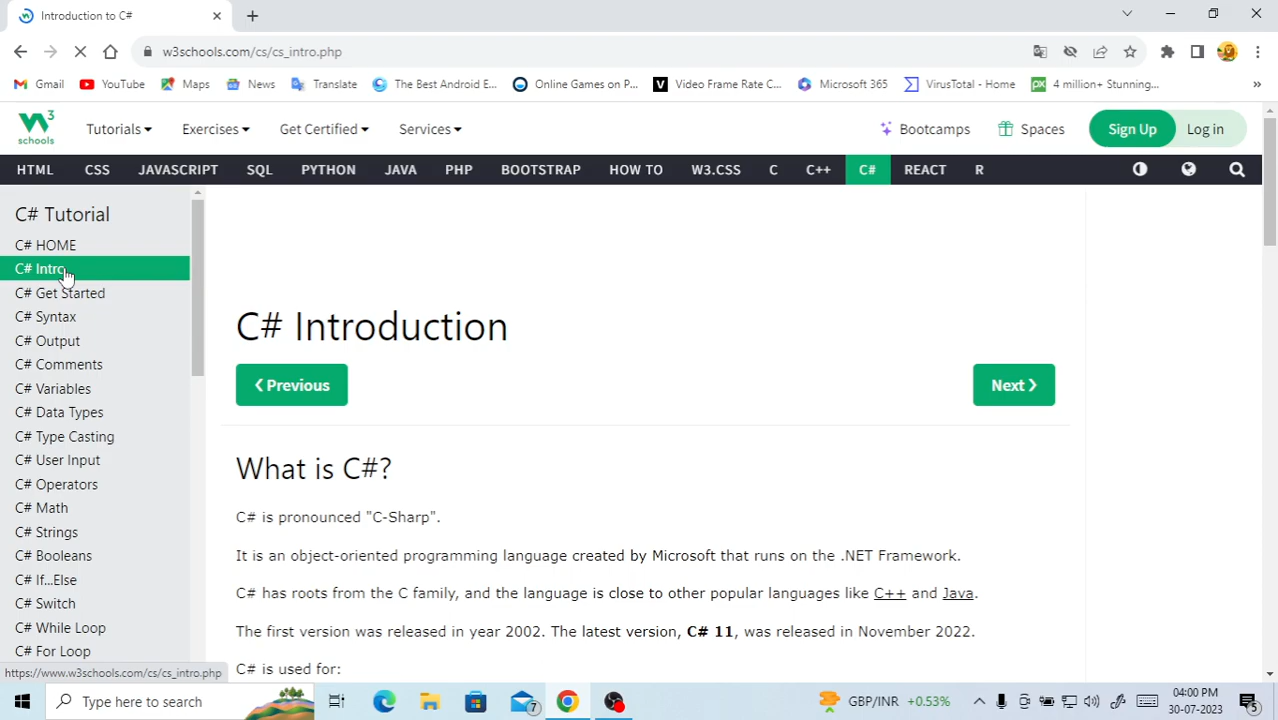 Introduction to C#
w3schools.com/cs/cs_intro.php
Gmail YouTube Maps News Translate The Best Android E... Online Games on P... Video Frame Rate C... Microsoft 365 VirusTotal - Home 4 million+ Stunning... »
W3 schools Tutorials Exercises Get Certified Services Bootcamps Spaces Sign Up Log in
HTML CSS JAVASCRIPT SQL PYTHON JAVA PHP BOOTSTRAP HOW TO W3.CSS C C++ C# REACT R
C# Tutorial
C# HOME
C# Intro
C# Get Started
C# Syntax
C# Output
C# Comments
C# Variables
C# Data Types
C# Type Casting
C# User Input
C# Operators
C# Math
C# Strings
C# Booleans
C# If...Else
C# Switch
C# While Loop
C# For Loop
C# Introduction
❮ Previous Next ❯
What is C#?
C# is pronounced "C-Sharp".
It is an object-oriented programming language created by Microsoft that runs on the .NET Framework.
C# has roots from the C family, and the language is close to other popular languages like C++ and Java.
The first version was released in year 2002. The latest version, C# 11, was released in November 2022.
C# is used for:
https://www.w3schools.com/cs/cs_intro.php
Type here to search 7 GBP/INR +0.53% 04:00 PM
30-07-2023 5